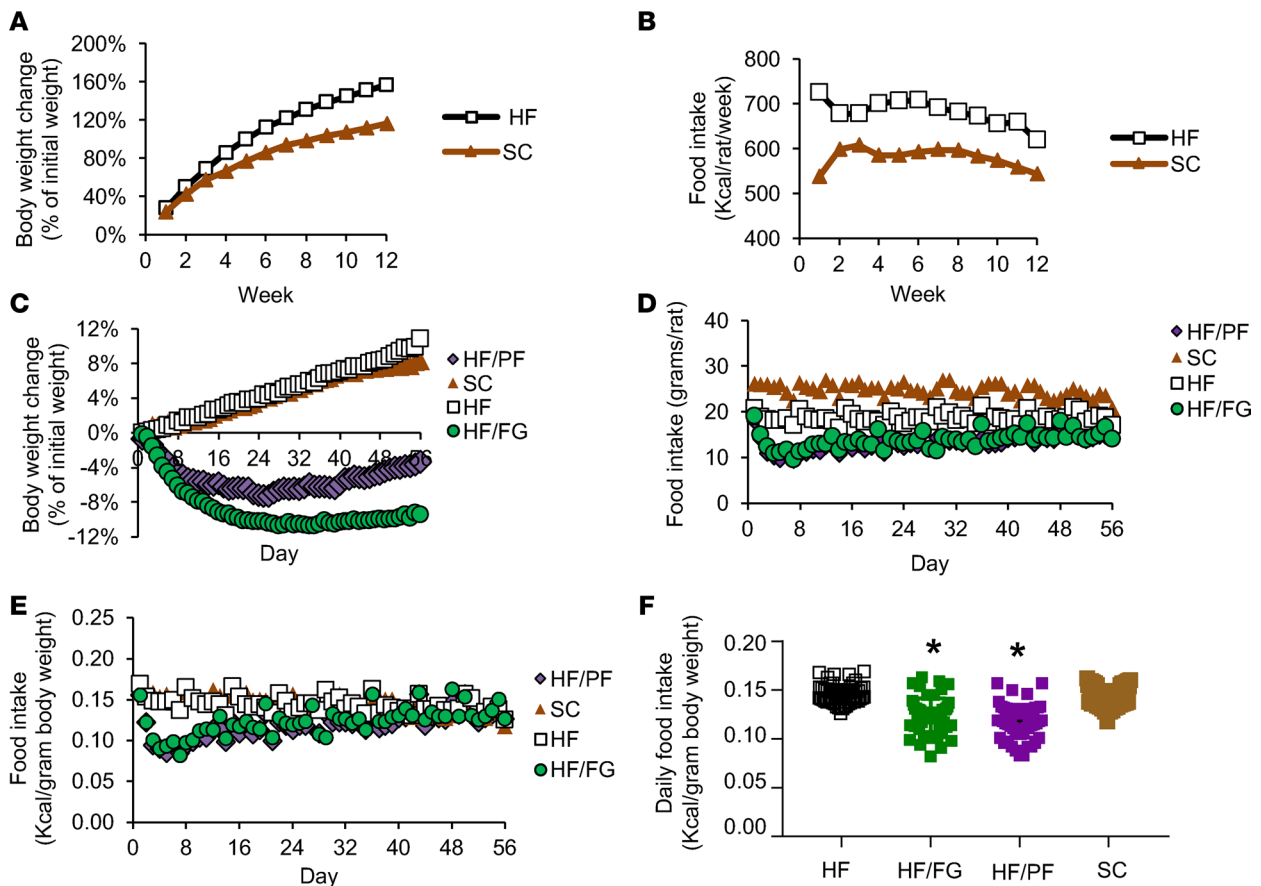 A
200%
160%
120%
80%
40%
0%
Body weight change
(% of initial weight)
0 2 4 6 8 10 12
Week
HF
SC
B
800
700
600
500
400
Food intake
(Kcal/rat/week)
0 2 4 6 8 10 12
Week
HF
SC
C
12%
8%
4%
0%
-4%
-8%
-12%
Body weight change
(% of initial weight)
0 8 16 24 32 40 48 56
Day
HF/PF
SC
HF
HF/FG
D
40
30
20
10
0
Food intake (grams/rat)
0 8 16 24 32 40 48 56
Day
HF/PF
SC
HF
HF/FG
E
0.25
0.20
0.15
0.10
0.05
0.00
Food intake
(Kcal/gram body weight)
0 8 16 24 32 40 48 56
Day
HF/PF
SC
HF
HF/FG
F
0.20
0.15
0.10
0.05
0.00
Daily food intake
(Kcal/gram body weight)
* *
HF HF/FG HF/PF SC